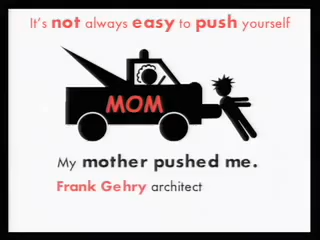 It's not always easy to push yourself
MOM
My mother pushed me.
Frank Gehry architect